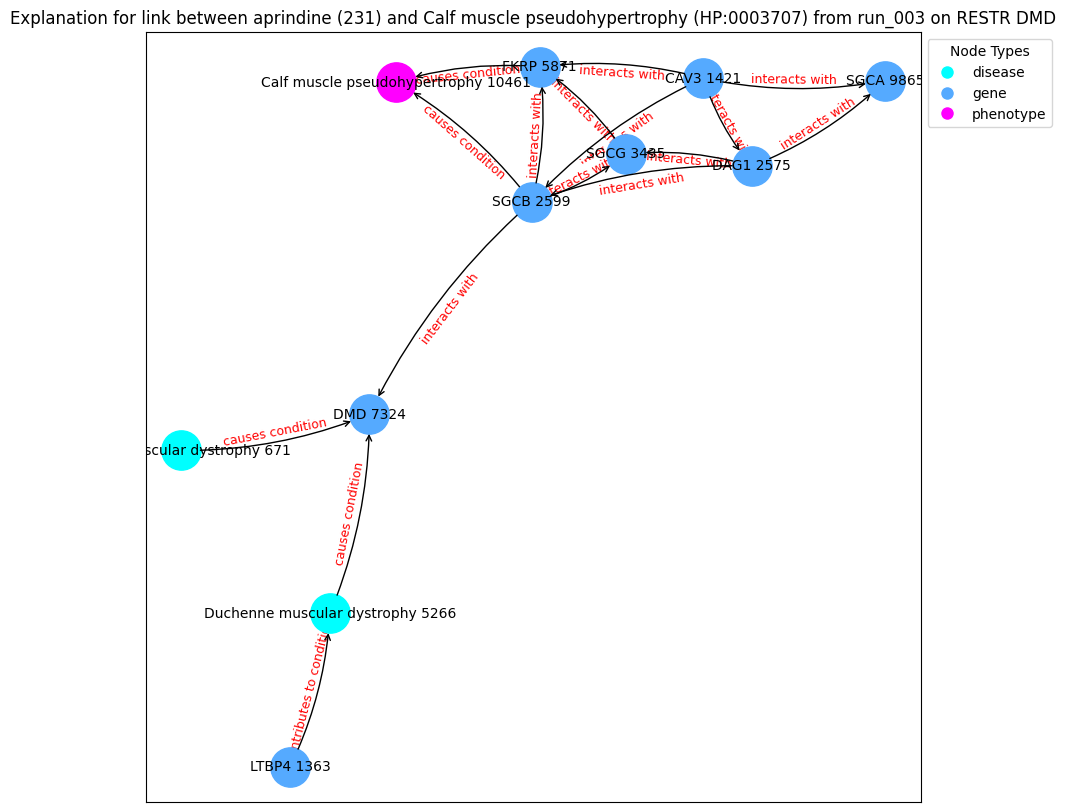 Explanation for link between aprindine (231) and Calf muscle pseudohypertrophy (HP:0003707) from run_003 on RESTR DMD
Node Types
disease
gene
phenotype
FKRP 5871
Calf muscle pseudohypertrophy 10461
causes condition
interacts with
CAV3 1421
interacts with
SGCA 9865
interacts with
causes condition
interacts with
interacts with
interacts with
SGCG 3495
interacts with
DAG1 2575
interacts with
interacts with
SGCB 2599
interacts with
interacts with
DMD 7324
causes condition
scular dystrophy 671
causes condition
Duchenne muscular dystrophy 5266
ntributes to condition
LTBP4 1363